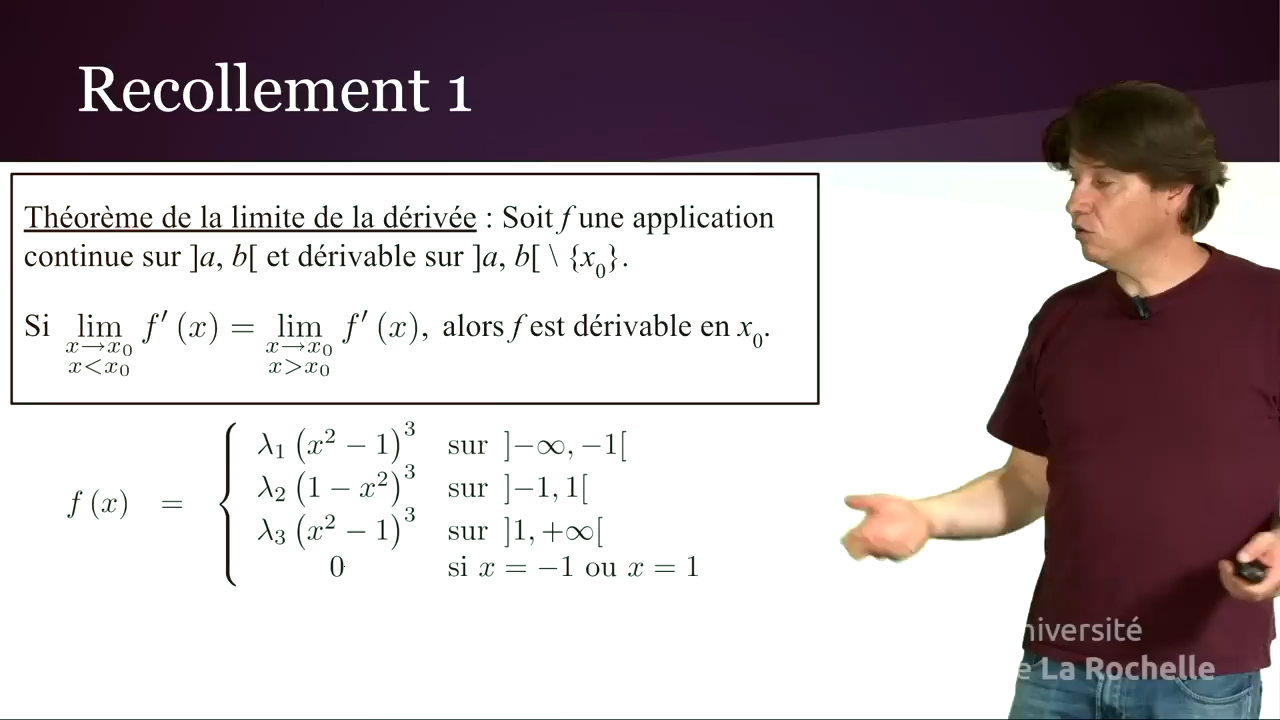 Recollement 1
Théorème de la limite de la dérivée : Soit f une application
continue sur ]a, b[ et dérivable sur ]a, b[ \ {x₀}.
Si lim f′ (x) = lim f′ (x), alors f est dérivable en x₀.
x→x₀ x→x₀
x<x₀ x>x₀
λ₁ (x² − 1)³ sur ]−∞, −1[
λ₂ (1 − x²)³ sur ]−1, 1[
f (x) = {
λ₃ (x² − 1)³ sur ]1, +∞[
0 si x = −1 ou x = 1
niversité
e La Rochelle